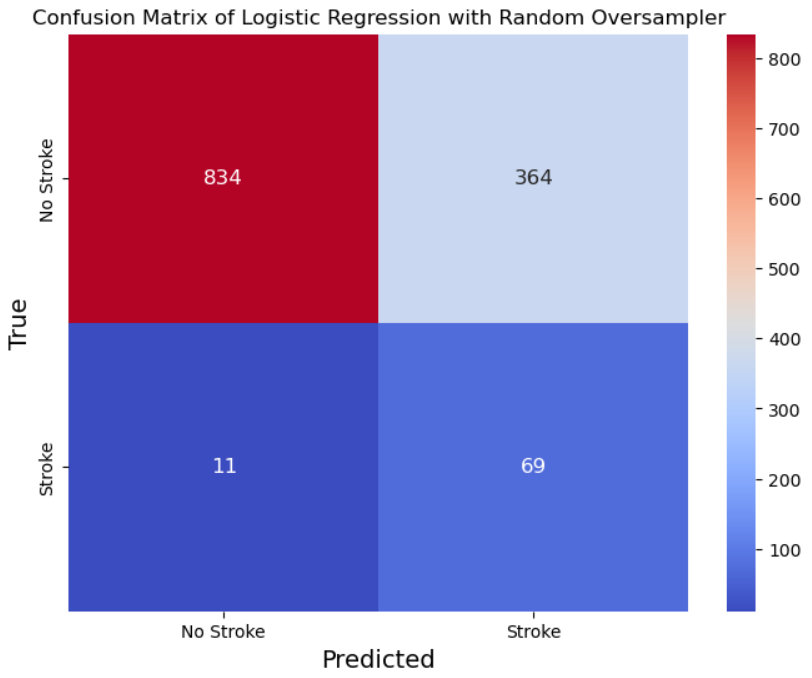 Confusion Matrix of Logistic Regression with Random Oversampler
No Stroke
834
364
Stroke
11
69
True
No Stroke
Stroke
Predicted
800
700
600
500
400
300
200
100